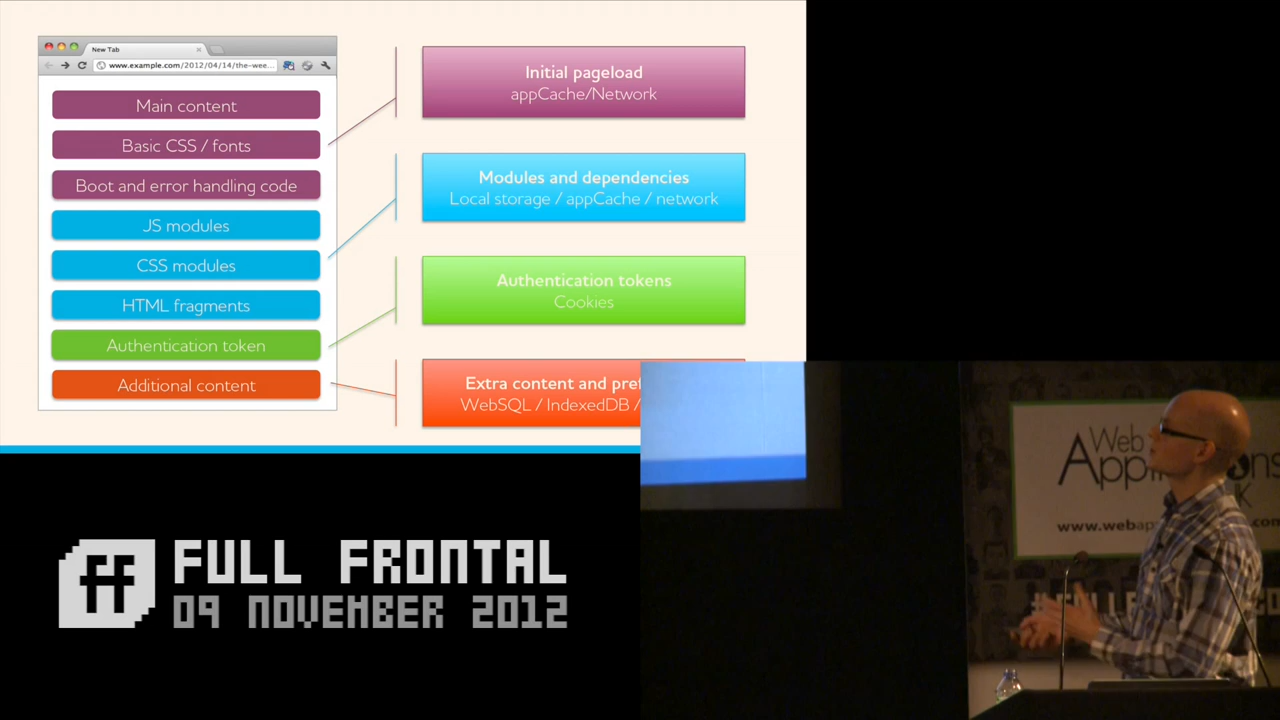 New Tab
www.example.com/2012/04/14/the-wee...
Main content
Basic CSS / fonts
Boot and error handling code
JS modules
CSS modules
HTML fragments
Authentication token
Additional content
Initial pageload
appCache/Network
Modules and dependencies
Local storage / appCache / network
Authentication tokens
Cookies
Extra content and
WebSQL / IndexedDB /
ff
FULL FRONTAL
09 NOVEMBER 2012
Web
www.